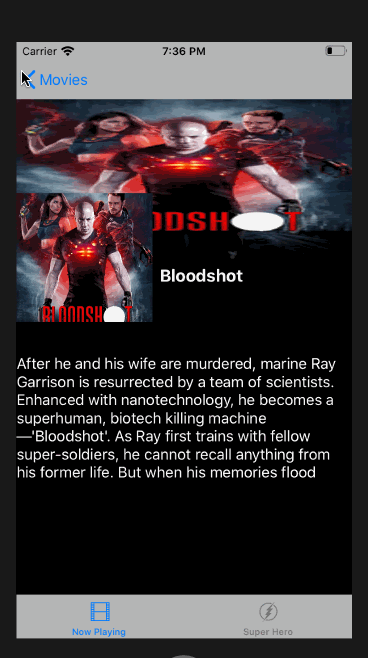 Carrier 7:36 PM
Movies
BLOODSHOT
Bloodshot
BLOODSHOT
After he and his wife are murdered, marine Ray
Garrison is resurrected by a team of scientists.
Enhanced with nanotechnology, he becomes a
superhuman, biotech killing machine
—'Bloodshot'. As Ray first trains with fellow
super-soldiers, he cannot recall anything from
his former life. But when his memories flood
Now Playing Super Hero